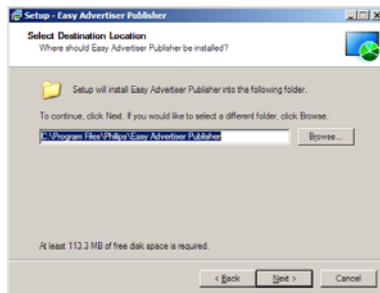 Setup - Easy Advertiser Publisher
Select Destination Location
Where should Easy Advertiser Publisher be installed?
Setup will install Easy Advertiser Publisher into the following folder.
To continue, click Next. If you would like to select a different folder, click Browse.
C:\Program Files\Philips\Easy Advertiser Publisher
Browse...
At least 113.3 MB of free disk space is required.
< Back
Next >
Cancel